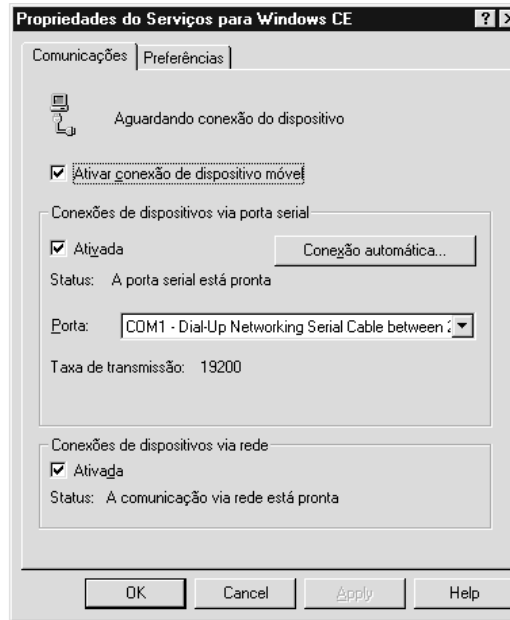 Propriedades do Serviços para Windows CE
Comunicações Preferências
Aguardando conexão do dispositivo
Ativar conexão de dispositivo móvel
Conexões de dispositivos via porta serial
Ativada Conexão automática...
Status: A porta serial está pronta
Porta: COM1 - Dial-Up Networking Serial Cable between
Taxa de transmissão: 19200
Conexões de dispositivos via rede
Ativada
Status: A comunicação via rede está pronta
OK Cancel Apply Help